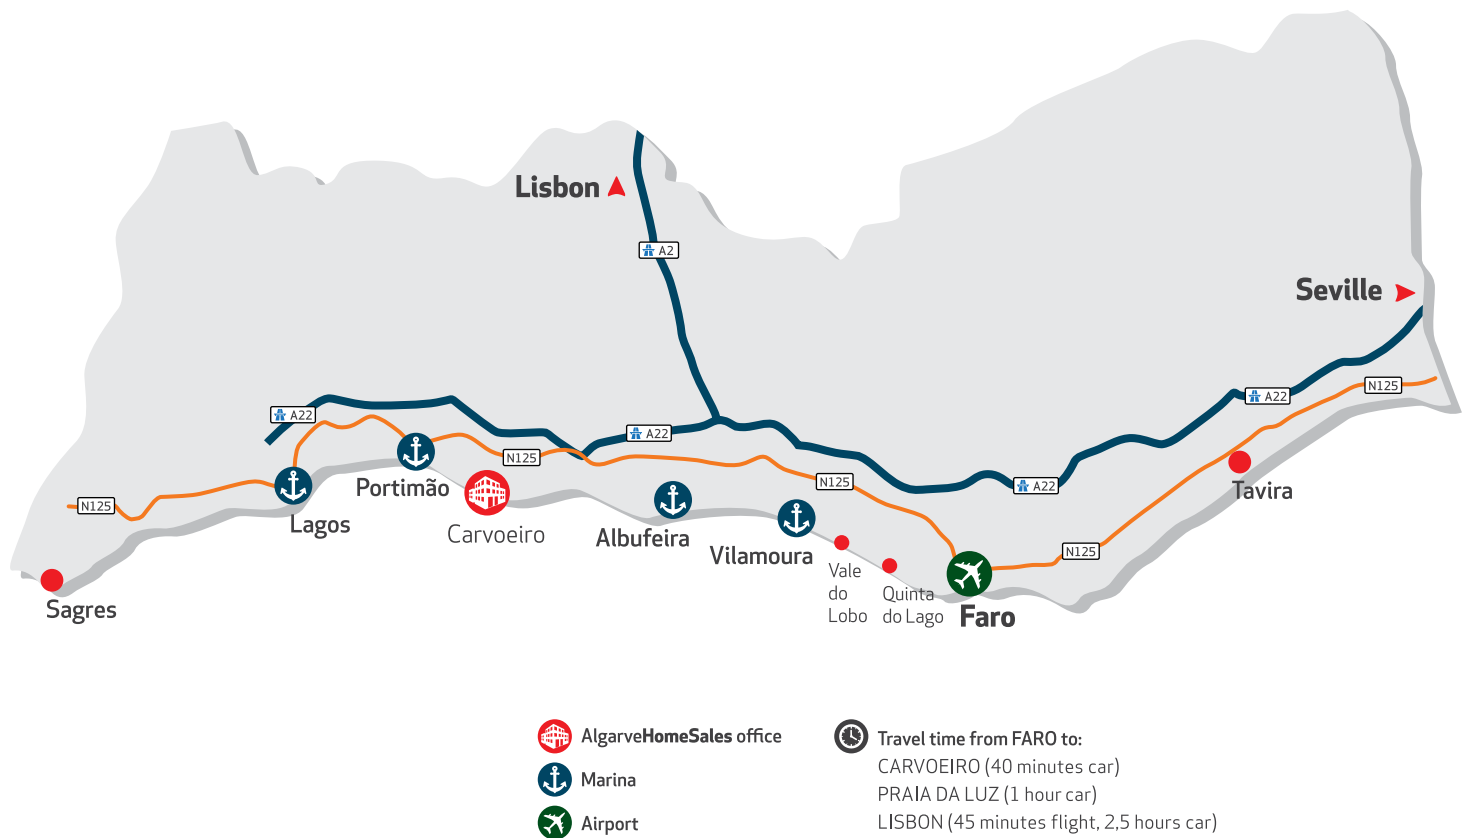 Lisbon
A2
Seville
A22
N125
A22
A22
N125
N125
A22
N125
N125
N125
Lagos
Portimão
Carvoeiro
Albufeira
Vilamoura
Vale
do
Lobo
Quinta
do Lago
Faro
Tavira
Sagres
AlgarveHomeSales office
Marina
Airport
Travel time from FARO to:
CARVOEIRO (40 minutes car)
PRAIA DA LUZ (1 hour car)
LISBON (45 minutes flight, 2,5 hours car)